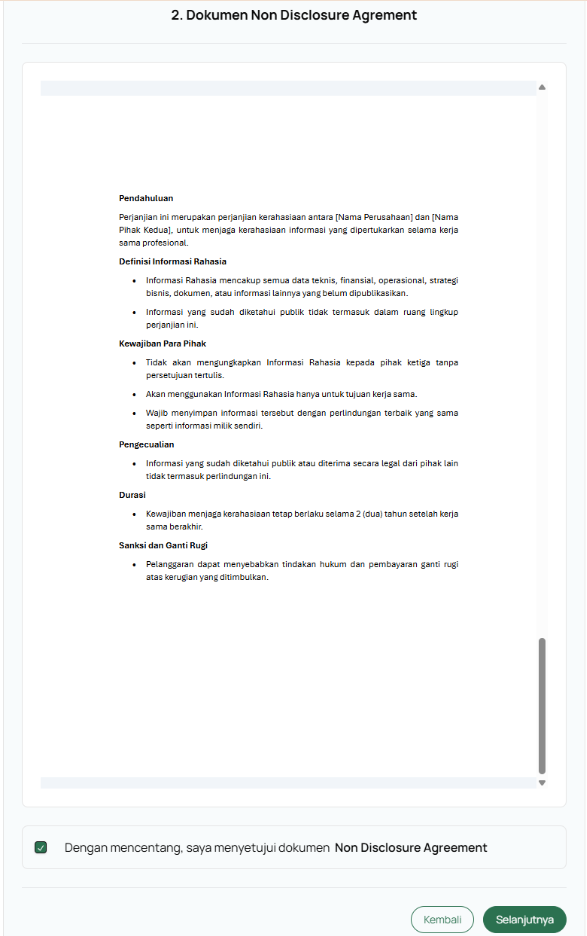 2. Dokumen Non Disclosure Agrement
Pendahuluan
Perjanjian ini merupakan perjanjian kerahasiaan antara [Nama Perusahaan] dan [Nama
Pihak Kedua], untuk menjaga kerahasiaan informasi yang dipertukarkan selama kerja
sama profesional.
Definisi Informasi Rahasia
• Informasi Rahasia mencakup semua data teknis, finansial, operasional, strategi
bisnis, dokumen, atau informasi lainnya yang belum dipublikasikan.
• Informasi yang sudah diketahui publik tidak termasuk dalam ruang lingkup
perjanjian ini.
Kewajiban Para Pihak
• Tidak akan mengungkapkan Informasi Rahasia kepada pihak ketiga tanpa
persetujuan tertulis.
• Akan menggunakan Informasi Rahasia hanya untuk tujuan kerja sama.
• Wajib menyimpan informasi tersebut dengan perlindungan terbaik yang sama
seperti informasi milik sendiri.
Pengecualian
• Informasi yang sudah diketahui publik atau diterima secara legal dari pihak lain
tidak termasuk perlindungan ini.
Durasi
• Kewajiban menjaga kerahasiaan tetap berlaku selama 2 (dua) tahun setelah kerja
sama berakhir.
Sanksi dan Ganti Rugi
• Pelanggaran dapat menyebabkan tindakan hukum dan pembayaran ganti rugi
atas kerugian yang ditimbulkan.
Dengan mencentang, saya menyetujui dokumen Non Disclosure Agreement
Kembali
Selanjutnya